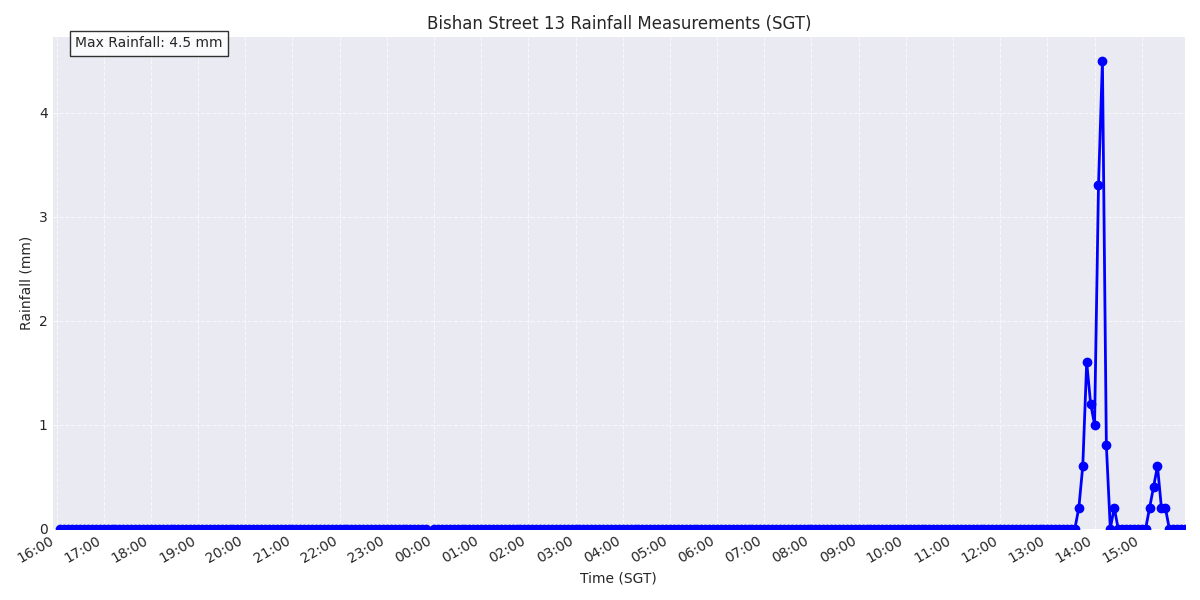 Bishan Street 13 Rainfall Measurements (SGT)
Max Rainfall: 4.5 mm
Rainfall (mm)
4
3
2
1
0
16:00 17:00 18:00 19:00 20:00 21:00 22:00 23:00 00:00 01:00 02:00 03:00 04:00 05:00 06:00 07:00 08:00 09:00 10:00 11:00 12:00 13:00 14:00 15:00
Time (SGT)